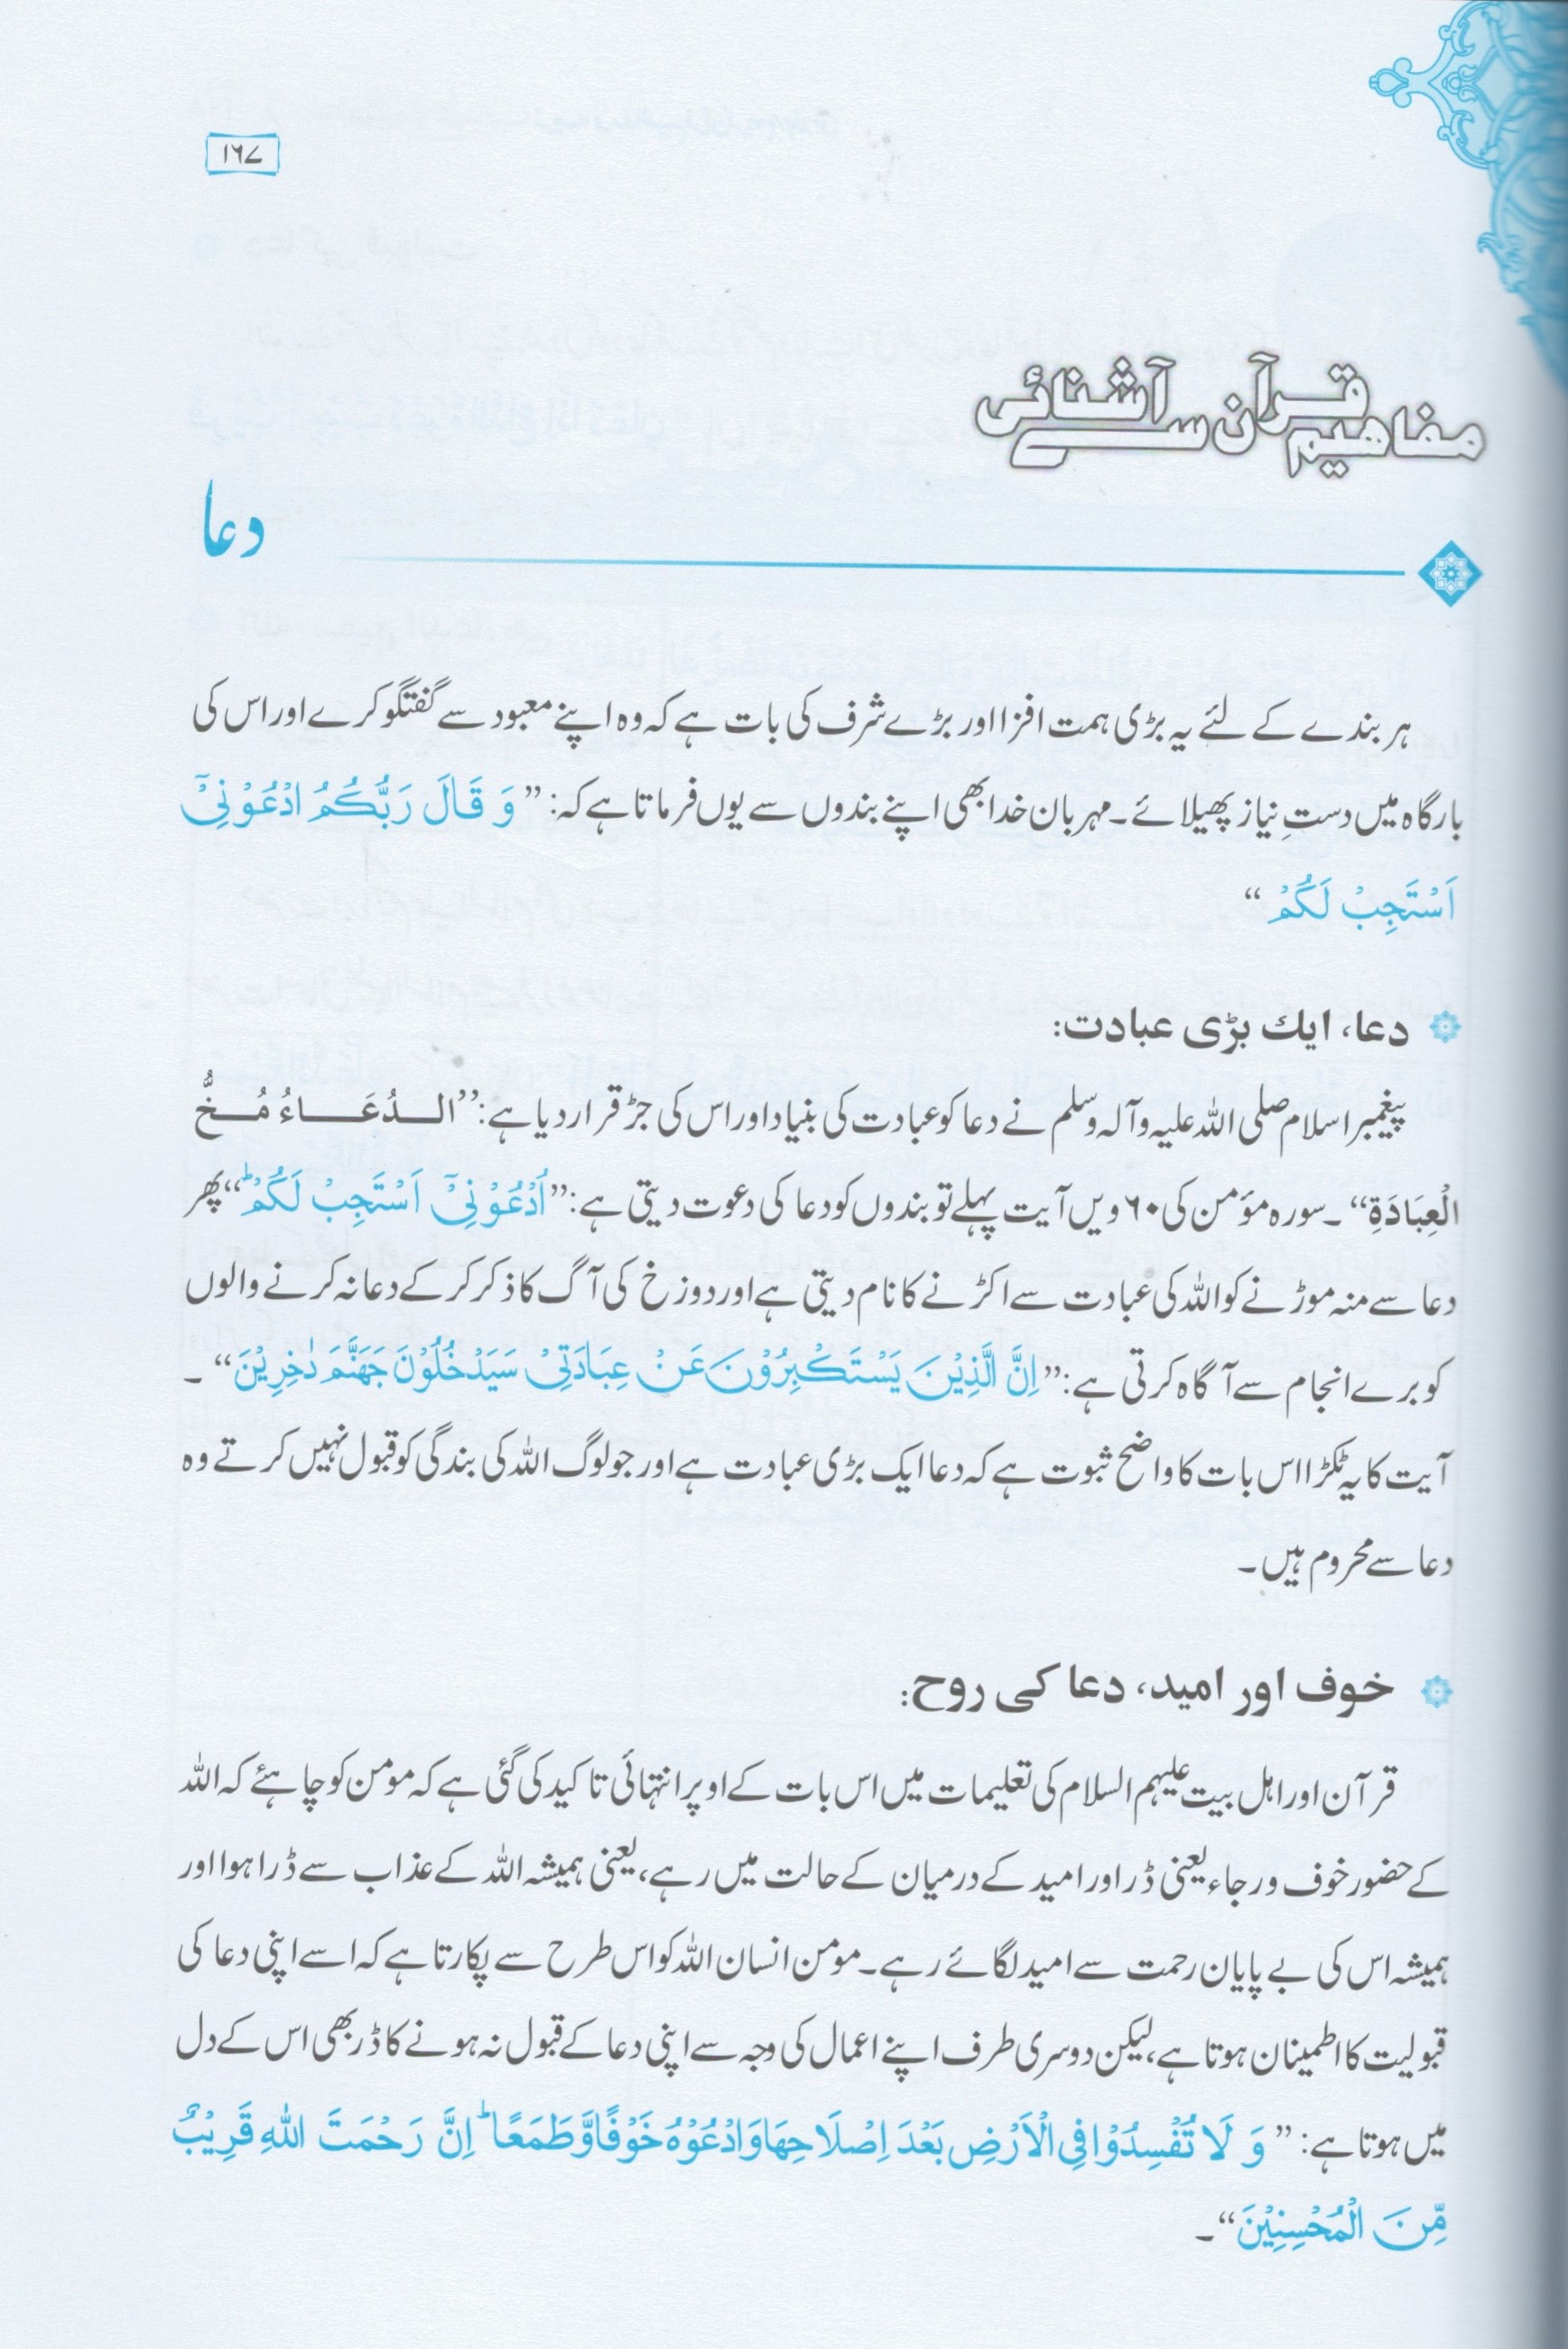 ۱۶۷
مفاهیم قرآن سے آشنائی
دعا
ہر بندے کے لئے یہ بڑی ہمت افزا اور بڑے شرف کی بات ہے کہ وہ اپنے معبود سے گفتگو کرے اور اس کی
بارگاہ میں دستِ نیاز پھیلائے۔ مہربان خدا بھی اپنے بندوں سے یوں فرماتا ہے کہ: ”وَ قَالَ رَبُّكُمُ ادْعُوْنِیْۤ
اَسْتَجِبْ لَكُمْ“
دعا، ایک بڑی عبادت:
پیغمبر اسلام صلی اللہ علیہ وآلہ وسلم نے دعا کو عبادت کی بنیاد اور اس کی جڑ قرار دیا ہے: ”الدُعَاءُ مُخُّ
الْعِبَادَةِ“۔ سورہ مؤمن کی ۶۰ ویں آیت پہلے تو بندوں کو دعا کی دعوت دیتی ہے: ”اُدْعُوْنِیْۤ اَسْتَجِبْ لَكُمْؕ“ پھر
دعا سے منہ موڑنے کو اللہ کی عبادت سے اکڑنے کا نام دیتی ہے اور دوزخ کی آگ کا ذکر کر کے دعا نہ کرنے والوں
کو برے انجام سے آگاہ کرتی ہے: ”اِنَّ الَّذِیْنَ یَسْتَكْبِرُوْنَ عَنْ عِبَادَتِیْ سَیَدْخُلُوْنَ جَهَنَّمَ دٰخِرِیْنَ“۔
آیت کا یہ ٹکڑا اس بات کا واضح ثبوت ہے کہ دعا ایک بڑی عبادت ہے اور جو لوگ اللہ کی بندگی کو قبول نہیں کرتے وہ
دعا سے محروم ہیں۔
خوف اور امید، دعا کی روح:
قرآن اور اہل بیت علیہم السلام کی تعلیمات میں اس بات کے اوپر انتہائی تاکید کی گئی ہے کہ مومن کو چاہئے کہ اللہ
کے حضور خوف و رجاء یعنی ڈر اور امید کے درمیان کے حالت میں رہے، یعنی ہمیشہ اللہ کے عذاب سے ڈرا ہوا اور
ہمیشہ اس کی بے پایان رحمت سے امید لگائے رہے۔ مومن انسان اللہ کو اس طرح سے پکارتا ہے کہ اسے اپنی دعا کی
قبولیت کا اطمینان ہوتا ہے، لیکن دوسری طرف اپنے اعمال کی وجہ سے اپنی دعا کے قبول نہ ہونے کا ڈر بھی اس کے دل
میں ہوتا ہے: ”وَ لَا تُفْسِدُوْا فِی الْاَرْضِ بَعْدَ اِصْلَاحِهَا وَادْعُوْهُ خَوْفًا وَّطَمَعًاؕ اِنَّ رَحْمَتَ اللّٰهِ قَرِیْبٌ
مِّنَ الْمُحْسِنِیْنَ“۔